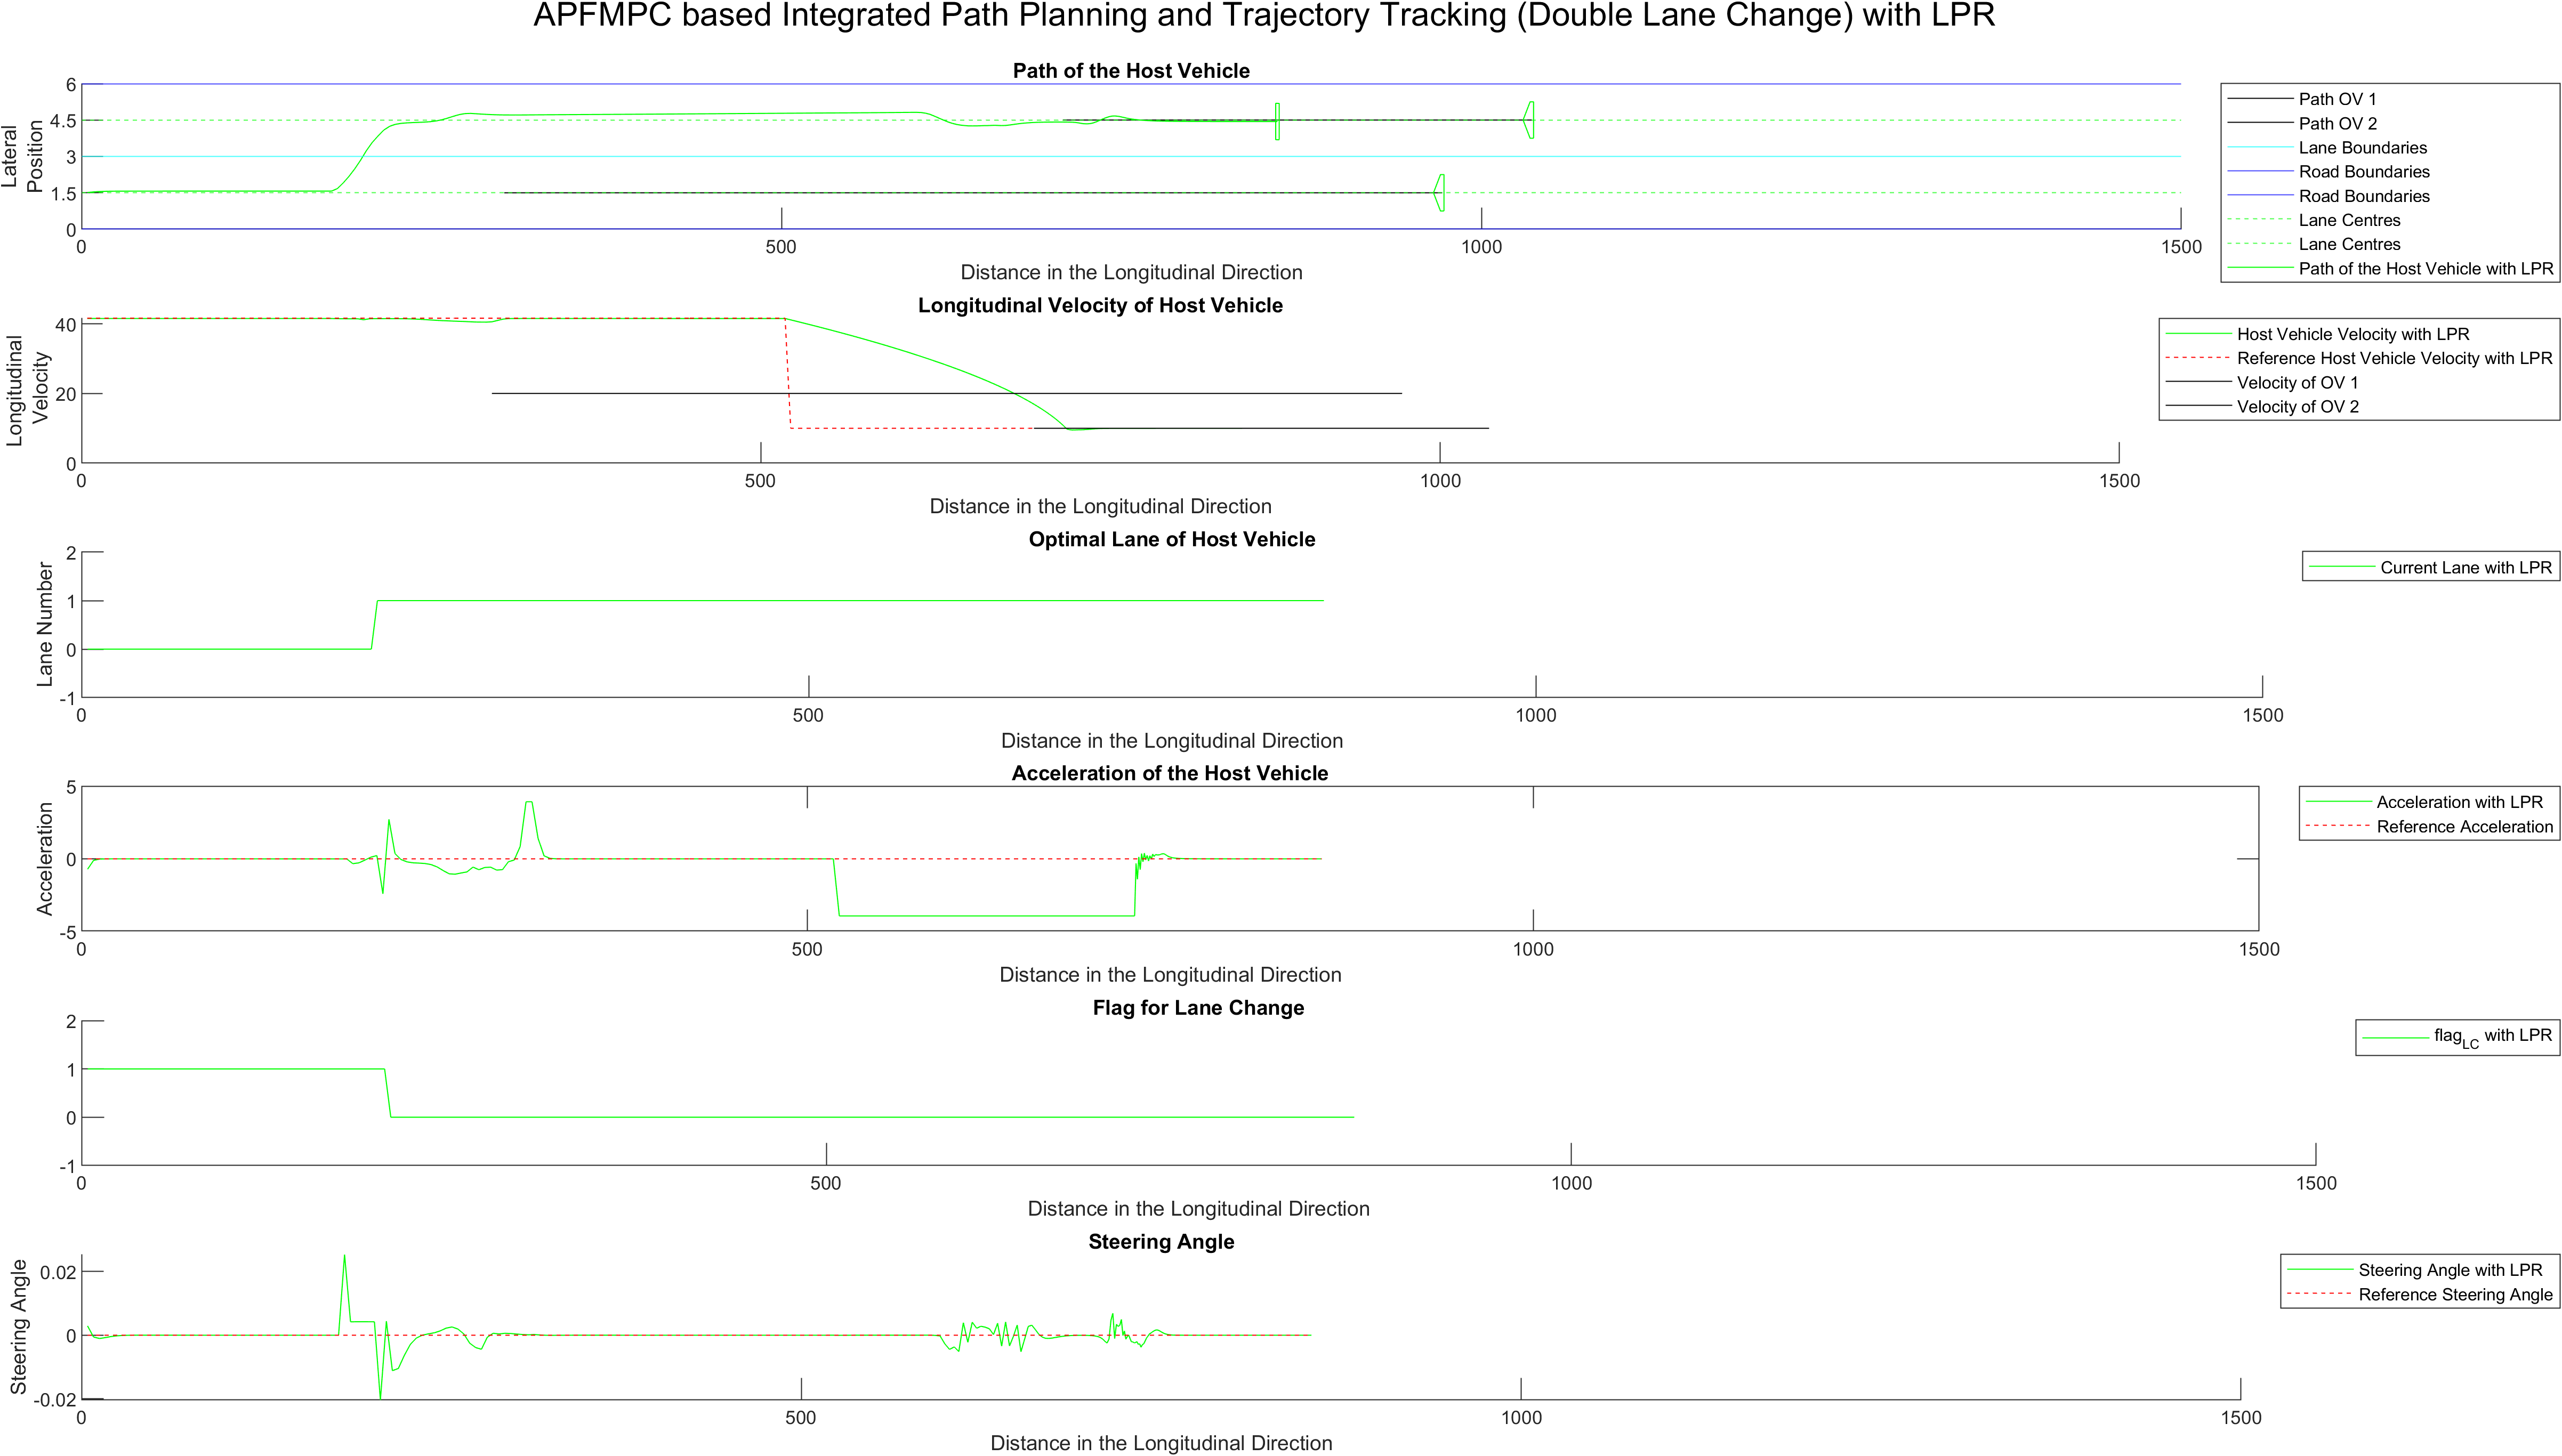 APFMPC based Integrated Path Planning and Trajectory Tracking (Double Lane Change) with LPR
Path of the Host Vehicle
Lateral
Position
6
4.5
3
1.5
0
0
500
1000
1500
Distance in the Longitudinal Direction
Path OV 1
Path OV 2
Lane Boundaries
Road Boundaries
Road Boundaries
Lane Centres
Lane Centres
Path of the Host Vehicle with LPR
Longitudinal Velocity of Host Vehicle
Longitudinal
Velocity
40
20
0
0
500
1000
1500
Distance in the Longitudinal Direction
Host Vehicle Velocity with LPR
Reference Host Vehicle Velocity with LPR
Velocity of OV 1
Velocity of OV 2
Optimal Lane of Host Vehicle
Lane Number
2
1
0
-1
0
500
1000
1500
Distance in the Longitudinal Direction
Current Lane with LPR
Acceleration of the Host Vehicle
Acceleration
5
0
-5
0
500
1000
1500
Distance in the Longitudinal Direction
Acceleration with LPR
Reference Acceleration
Flag for Lane Change
2
1
0
-1
0
500
1000
1500
Distance in the Longitudinal Direction
flagLC with LPR
Steering Angle
Steering Angle
0.02
0
-0.02
0
500
1000
1500
Distance in the Longitudinal Direction
Steering Angle with LPR
Reference Steering Angle